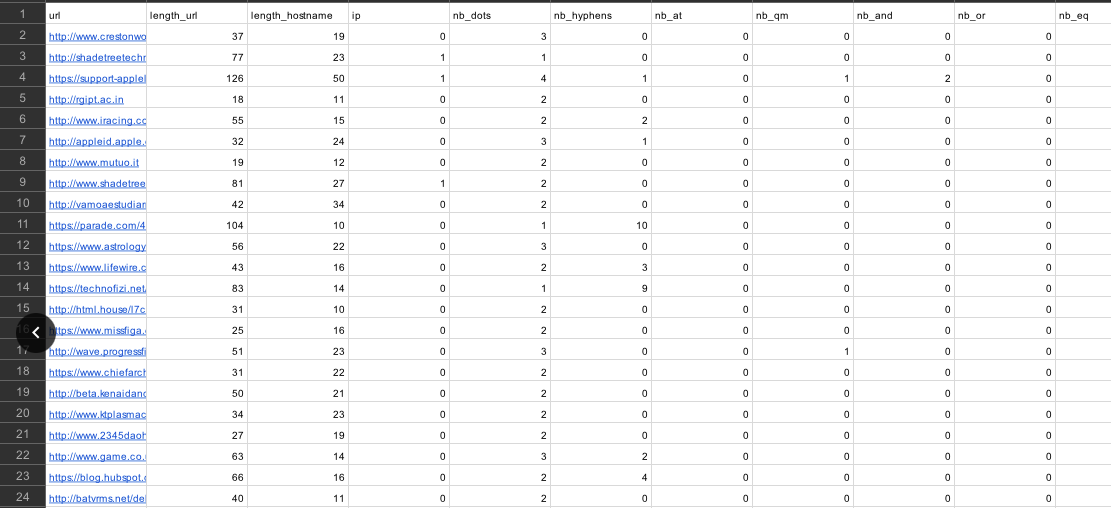 1 url length_url length_hostname ip nb_dots nb_hyphens nb_at nb_qm nb_and nb_or nb_eq
2 http://www.crestonwo 37 19 0 3 0 0 0 0 0
3 http://shadetreetechr 77 23 1 1 0 0 0 0 0
4 https://support-applel 126 50 1 4 1 0 1 2 0
5 http://rgipt.ac.in 18 11 0 2 0 0 0 0 0
6 http://www.iracing.cc 55 15 0 2 2 0 0 0 0
7 http://appleid.apple. 32 24 0 3 1 0 0 0 0
8 http://www.mutuo.it 19 12 0 2 0 0 0 0 0
9 http://www.shadetree 81 27 1 2 0 0 0 0 0
10 http://vamoaestudiar 42 34 0 2 0 0 0 0 0
11 https://parade.com/4 104 10 0 1 10 0 0 0 0
12 https://www.astrology 56 22 0 3 0 0 0 0 0
13 https://www.lifewire.c 43 16 0 2 3 0 0 0 0
14 https://technofizi.net/ 83 14 0 1 9 0 0 0 0
15 http://html.house/l7c 31 10 0 2 0 0 0 0 0
16 https://www.missfiga. 25 16 0 2 0 0 0 0 0
17 http://wave.progressfi 51 23 0 3 0 0 1 0 0
18 https://www.chiefarch 31 22 0 2 0 0 0 0 0
19 http://beta.kenaidanc 50 21 0 2 0 0 0 0 0
20 http://www.ktplasmac 34 23 0 2 0 0 0 0 0
21 http://www.2345daoh 27 19 0 2 0 0 0 0 0
22 http://www.game.co. 63 14 0 3 2 0 0 0 0
23 https://blog.hubspot. 66 16 0 2 4 0 0 0 0
24 http://batvrms.net/de 40 11 0 2 0 0 0 0 0